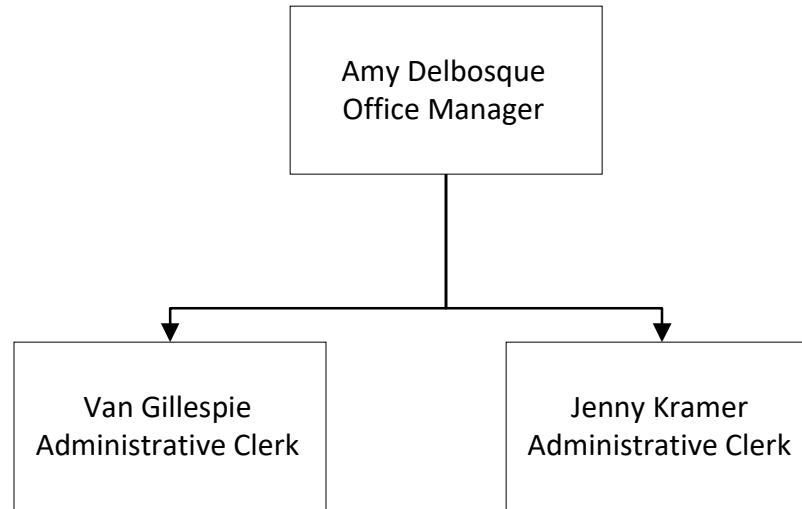 Amy Delbosque
Office Manager
Van Gillespie
Administrative Clerk
Jenny Kramer
Administrative Clerk